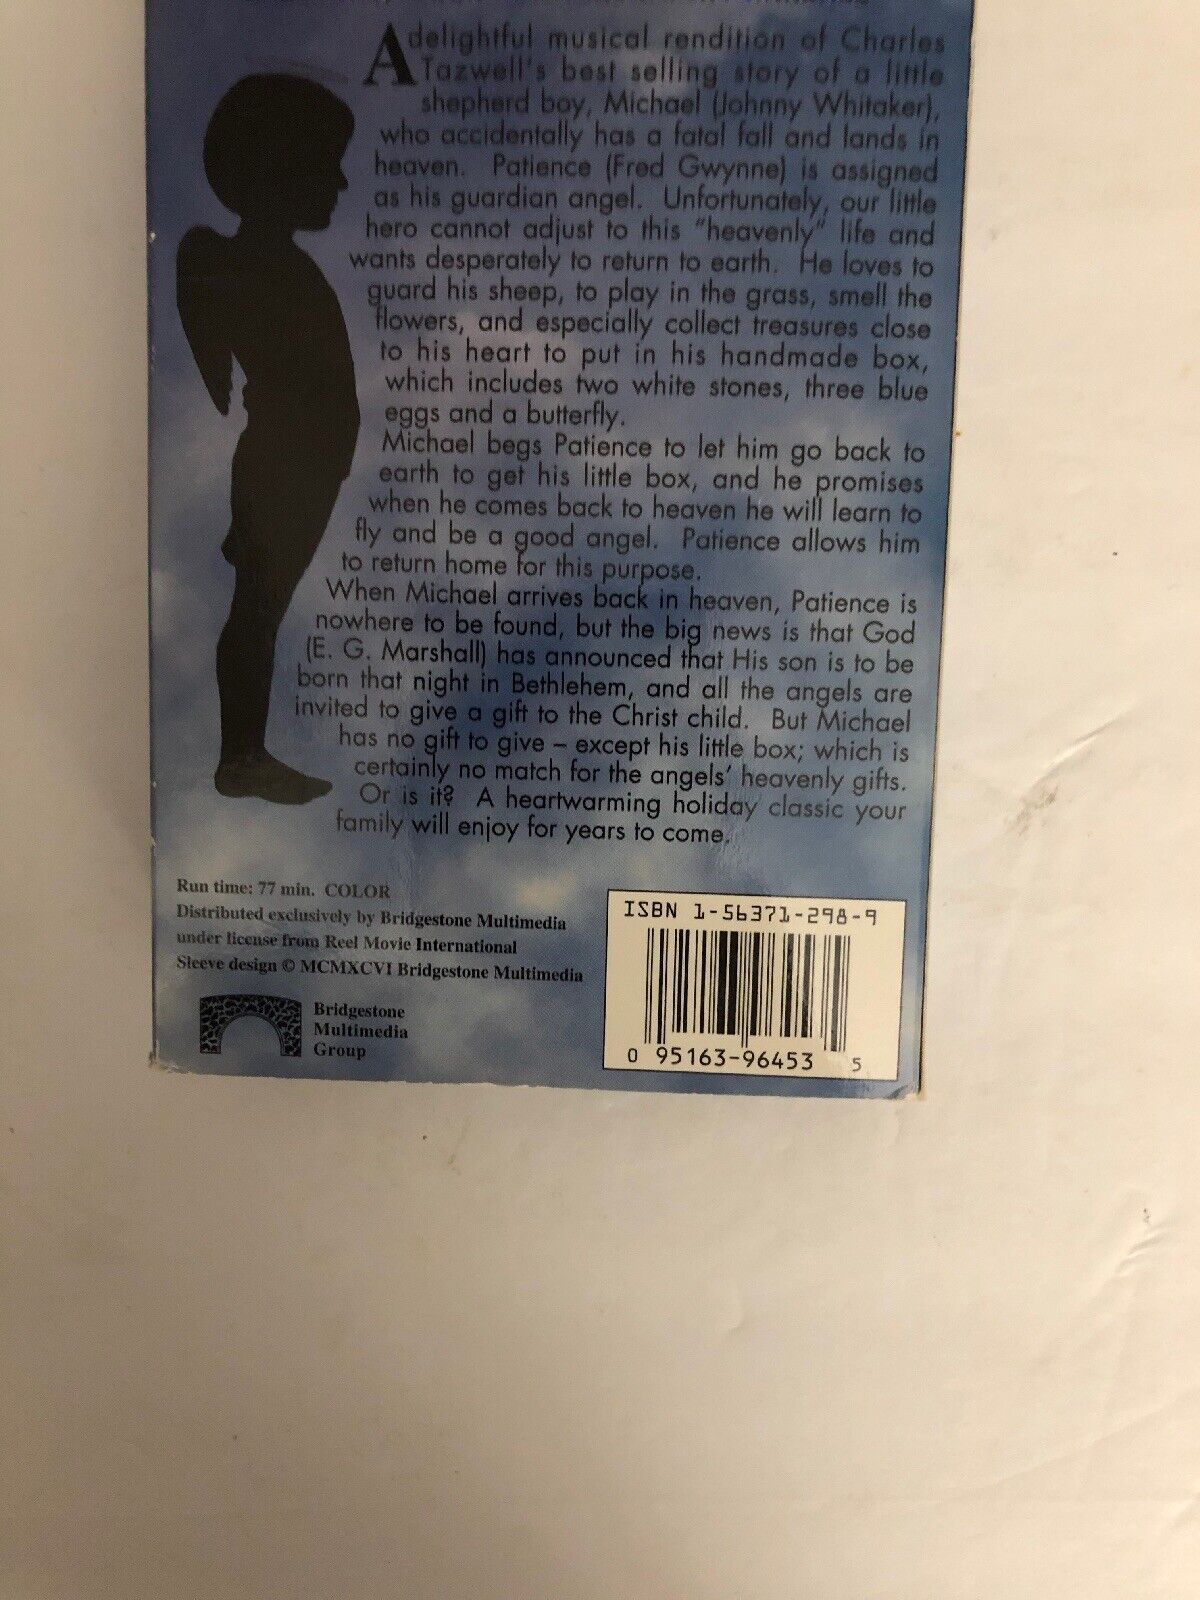 A delightful musical rendition of Charles
Tazwell's best selling story of a little
shepherd boy, Michael (Johnny Whitaker),
who accidentally has a fatal fall and lands in
heaven. Patience (Fred Gwynne) is assigned
as his guardian angel. Unfortunately, our little
hero cannot adjust to this "heavenly" life and
wants desperately to return to earth. He loves to
guard his sheep, to play in the grass, smell the
flowers, and especially collect treasures close
to his heart to put in his handmade box,
which includes two white stones, three blue
eggs and a butterfly.
Michael begs Patience to let him go back to
earth to get his little box, and he promises
when he comes back to heaven he will learn to
fly and be a good angel. Patience allows him
to return home for this purpose.
When Michael arrives back in heaven, Patience is
nowhere to be found, but the big news is that God
(E. G. Marshall) has announced that His son is to be
born that night in Bethlehem, and all the angels are
invited to give a gift to the Christ child. But Michael
has no gift to give – except his little box; which is
certainly no match for the angels' heavenly gifts.
Or is it? A heartwarming holiday classic your
family will enjoy for years to come.
Run time: 77 min. COLOR
Distributed exclusively by Bridgestone Multimedia
under license from Reel Movie International
Sleeve design © MCMXCVI Bridgestone Multimedia
Bridgestone
Multimedia
Group
ISBN 1-56371-298-9
0 95163-96453 5